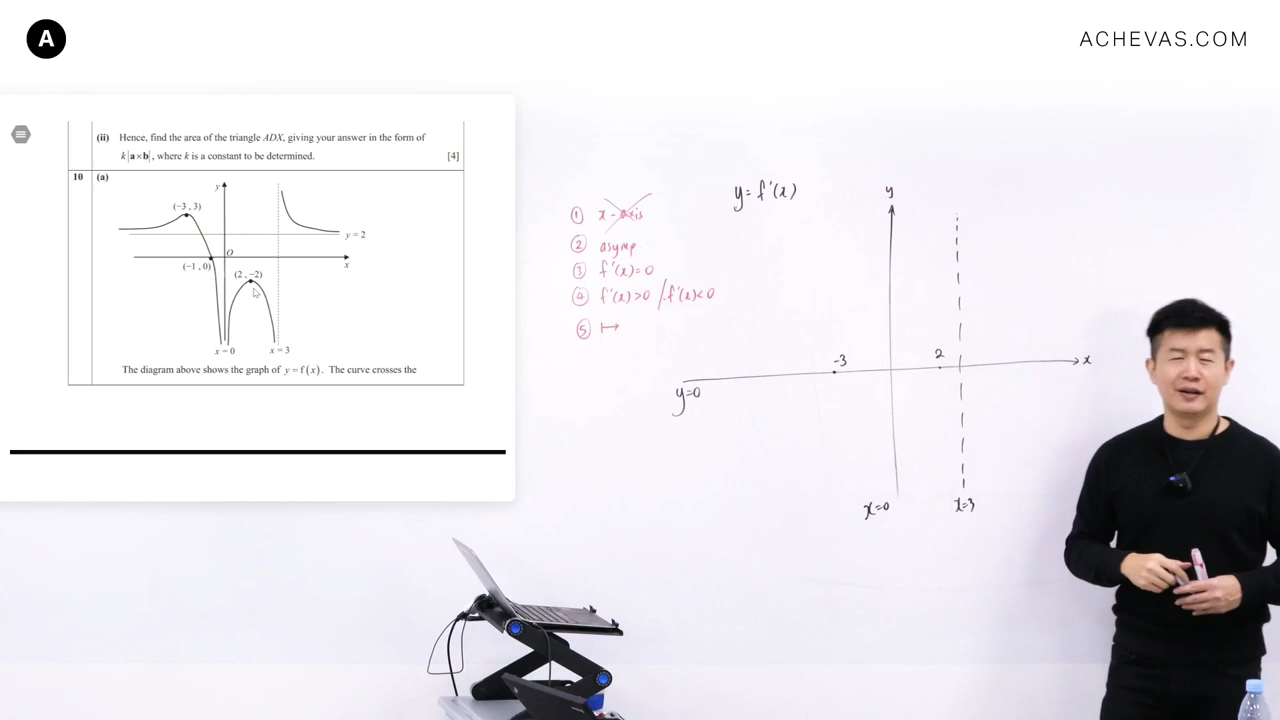 A
ACHEVAS.COM
(ii) Hence, find the area of the triangle ADX, giving your answer in the form of
k|a×b|, where k is a constant to be determined. [4]
10 (a)
y
(−3 , 3)
y = 2
O
x
(−1 , 0)
(2 , −2)
x = 0
x = 3
The diagram above shows the graph of y = f(x). The curve crosses the
① x-axis
② asymp.
③ f'(x)=0
④ f'(x)>0 / f'(x)<0
⑤ ↦
y=f'(x)
y
-3
2
x
y=0
x=0
x=3